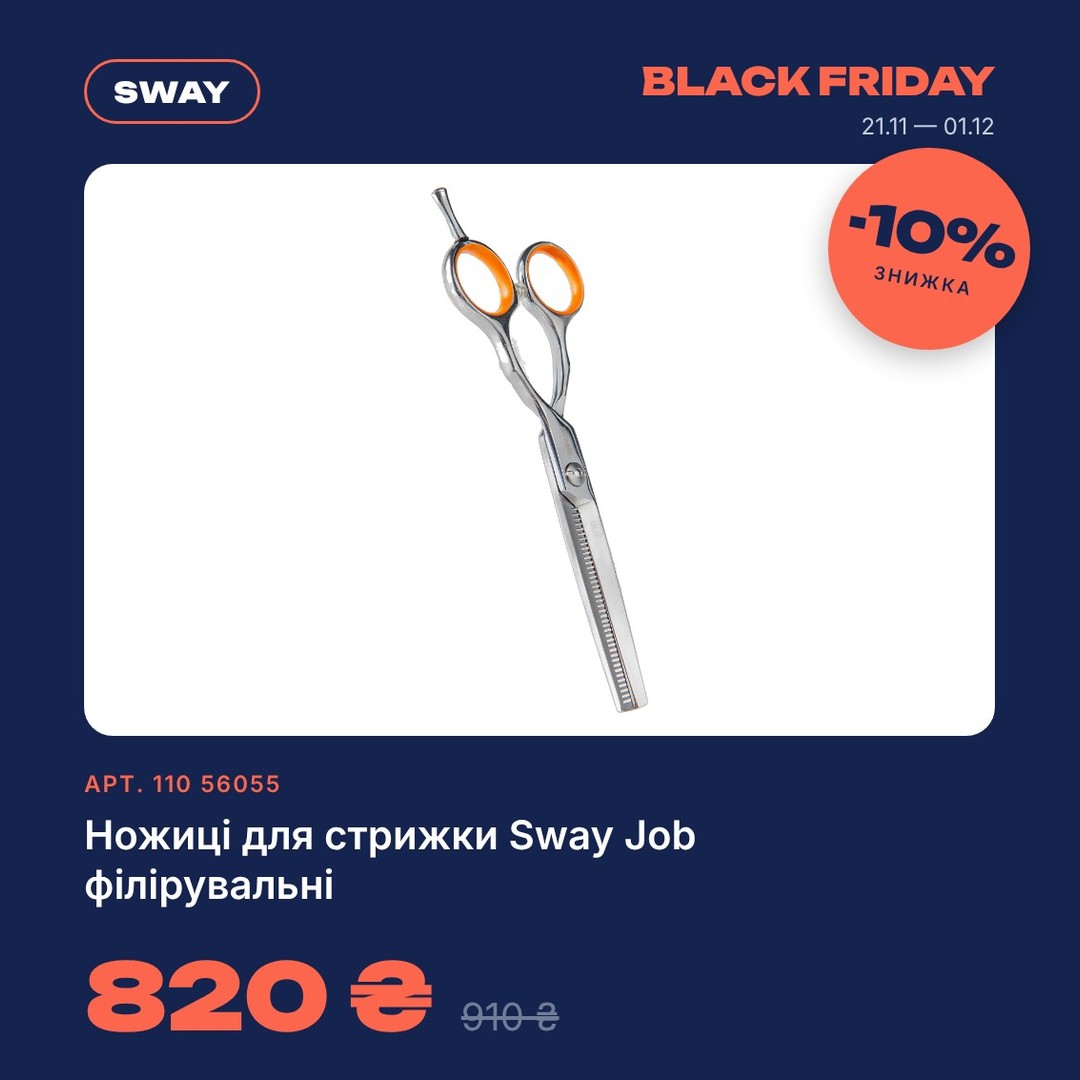 SWAY
BLACK FRIDAY
21.11 — 01.12
-10%
ЗНИЖКА
АРТ. 110 56055
Ножиці для стрижки Sway Job
філірувальні
820 ₴
910 ₴